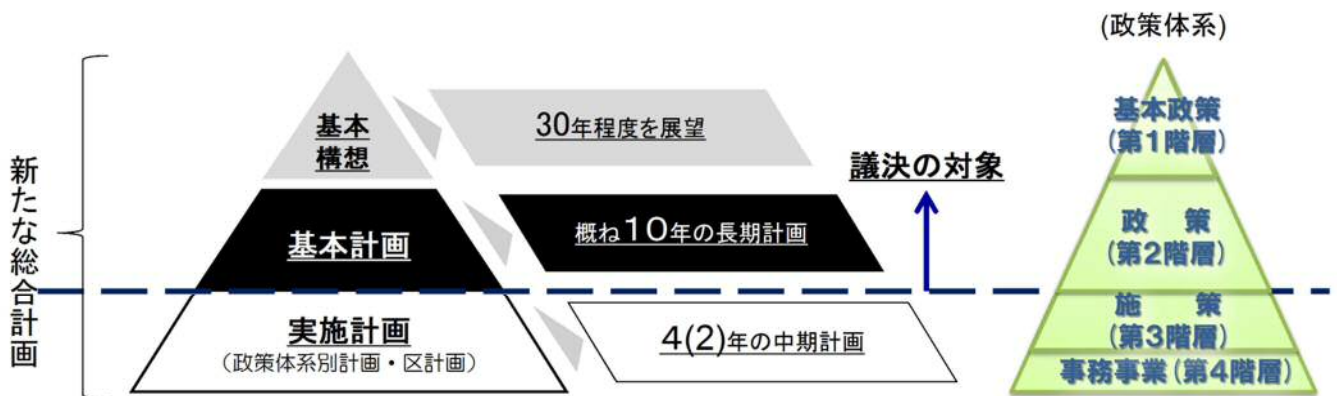 新たな総合計画
基本
構想
30年程度を展望
基本計画
概ね10年の長期計画
実施計画
(政策体系別計画・区計画)
4(2)年の中期計画
議決の対象
(政策体系)
基本政策
(第1階層)
政　策
(第2階層)
施　策
(第3階層)
事務事業(第4階層)